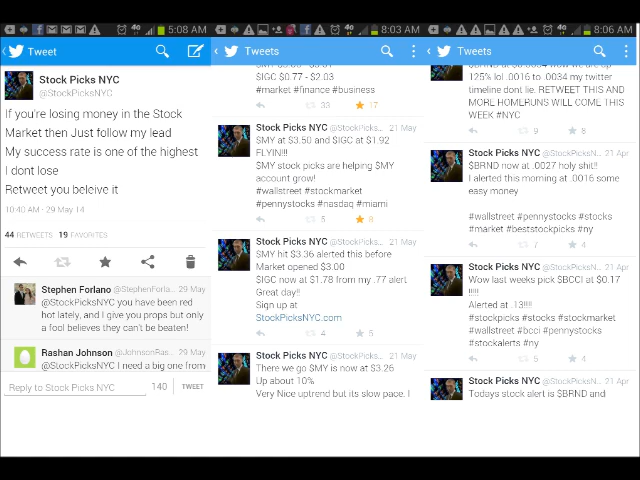 5:08 AM
Tweet
Stock Picks NYC
@StockPicksNYC
If you're losing money in the Stock
Market then Just follow my lead
My success rate is one of the highest
I dont lose
Retweet you beleive it
10:40 AM - 29 May 14
44 RETWEETS 19 FAVORITES
Stephen Forlano @StephenForla... 29 May
@StockPicksNYC you have been red
hot lately, and I give you props but only
a fool believes they can't be beaten!
Rashan Johnson @JohnsonRas... 29 May
@StockPicksNYC I need a big one from
Reply to Stock Picks NYC 140 TWEET
8:03 AM
Tweets
$IGC $0.77 - $2.03
#market #finance #business
33 17
Stock Picks NYC @StockPicks... 21 May
$MY at $3.50 and $IGC at $1.92
FLYIN!!!
$MY stock picks are helping $MY
account grow!
#wallstreet #stockmarket
#pennystocks #nasdaq #miami
5 8
Stock Picks NYC @StockPicks... 21 May
$MY hit $3.36 alerted this before
Market opened $3.00
$IGC now at $1.78 from my .77 alert
Great day!!
Sign up at
StockPicksNYC.com
4 5
Stock Picks NYC @StockPicks... 21 May
There we go $MY is now at $3.26
Up about 10%
Very Nice uptrend but its slow pace. I
8:06 AM
Tweets
$BRND at $0.0034 wow we are up
125% lol .0016 to .0034 my twitter
timeline dont lie. RETWEET THIS AND
MORE HOMERUNS WILL COME THIS
WEEK #NYC
9 8
Stock Picks NYC @StockPicksN... 21 Apr
$BRND now at .0027 holy shit!!
I alerted this morning at .0016 some
easy money
#wallstreet #pennystocks #stocks
#market #beststockpicks #ny
7 4
Stock Picks NYC @StockPicksN... 21 Apr
Wow last weeks pick $BCCI at $0.17
!!!!!
Alerted at .13!!!!
#stockpicks #stocks #stockmarket
#wallstreet #bcci #pennystocks
#stockalerts #ny
5 4
Stock Picks NYC @StockPicksN... 21 Apr
Todays stock alert is $BRND and